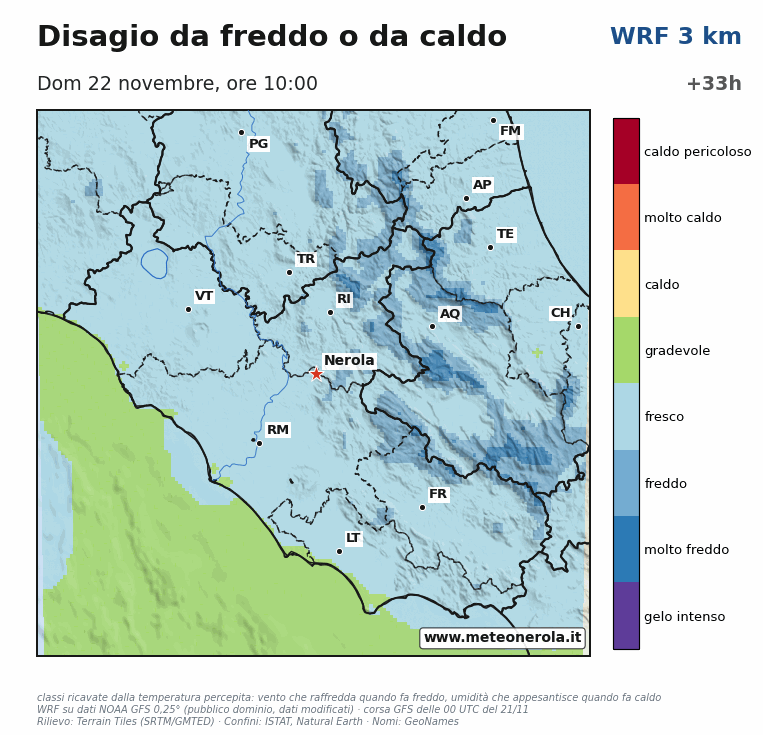 Disagio da freddo o da caldo
WRF 3 km
Dom 22 novembre, ore 10:00
+33h
FM
PG
AP
TE
TR
VT
RI
AQ
CH
Nerola
RM
FR
LT
www.meteonerola.it
caldo pericoloso
molto caldo
caldo
gradevole
fresco
freddo
molto freddo
gelo intenso
classi ricavate dalla temperatura percepita: vento che raffredda quando fa freddo, umidità che appesantisce quando fa caldo
WRF su dati NOAA GFS 0,25° (pubblico dominio, dati modificati) · corsa GFS delle 00 UTC del 21/11
Rilievo: Terrain Tiles (SRTM/GMTED) · Confini: ISTAT, Natural Earth · Nomi: GeoNames